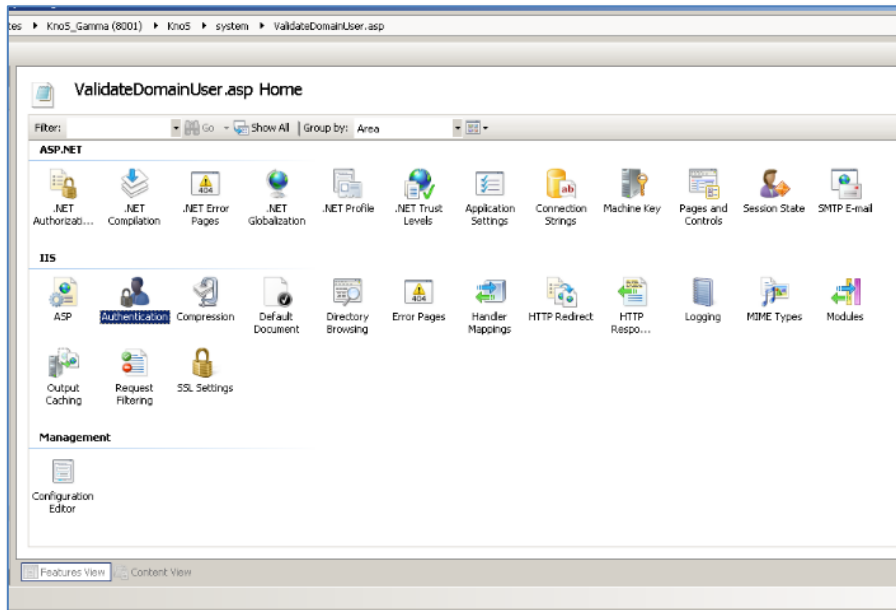 tes ▸ Kno5_Gamma (8001) ▸ Kno5 ▸ system ▸ ValidateDomainUser.asp
ValidateDomainUser.asp Home
Filter: Go Show All Group by: Area
ASP.NET
.NET Authorizati... .NET Compilation .NET Error Pages .NET Globalization .NET Profile .NET Trust Levels Application Settings Connection Strings Machine Key Pages and Controls Session State SMTP E-mail
IIS
ASP Authentication Compression Default Document Directory Browsing Error Pages Handler Mappings HTTP Redirect HTTP Respo... Logging MIME Types Modules
Output Caching Request Filtering SSL Settings
Management
Configuration Editor
Features View Content View